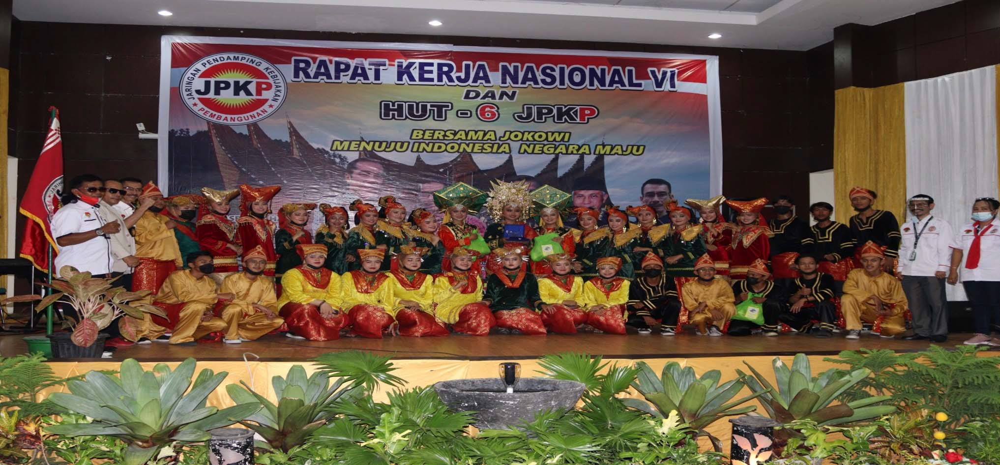 JARINGAN PENDAMPING KEBIJAKAN
JPKP
★ PEMBANGUNAN ★
RAPAT KERJA NASIONAL VI
DAN
HUT - 6 JPKP
BERSAMA JOKOWI
MENUJU INDONESIA NEGARA MAJU